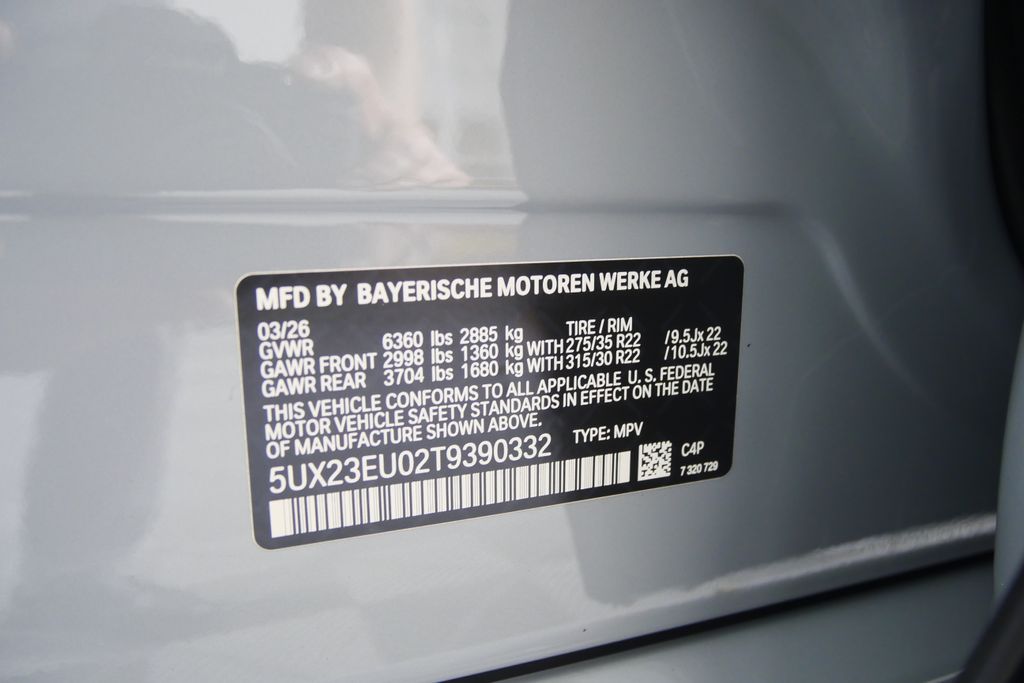 MFD BY BAYERISCHE MOTOREN WERKE AG
03/26 TIRE / RIM
GVWR 6360 lbs 2885 kg
GAWR FRONT 2998 lbs 1360 kg WITH 275/35 R22 /9.5Jx 22
GAWR REAR 3704 lbs 1680 kg WITH 315/30 R22 /10.5Jx 22
THIS VEHICLE CONFORMS TO ALL APPLICABLE U. S. FEDERAL
MOTOR VEHICLE SAFETY STANDARDS IN EFFECT ON THE DATE
OF MANUFACTURE SHOWN ABOVE.
TYPE: MPV
5UX23EU02T9390332
C4P
7 320 729